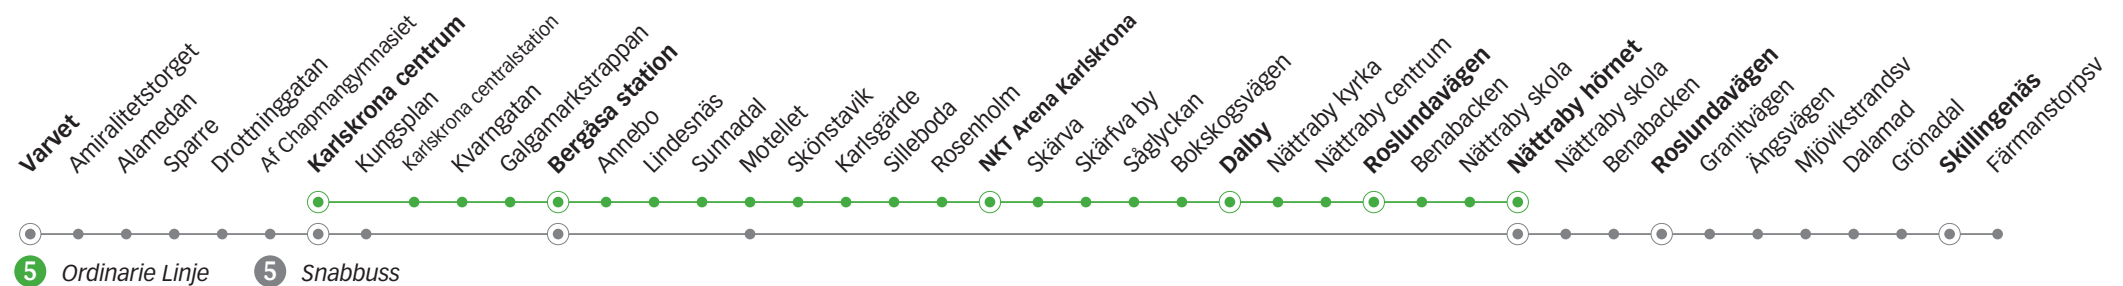 Varvet
Amiralitetstorget
Alamedan
Sparre
Drottninggatan
Af Chapmangymnasiet
Karlskrona centrum
Kungsplan
Karlskrona centralstation
Kvarngatan
Galgamarkstrappan
Bergåsa station
Annebo
Lindesnäs
Sunnadal
Motellet
Skönstavik
Karlsgärde
Silleboda
Rosenholm
NKT Arena Karlskrona
Skärva
Skärfva by
Såglyckan
Bokskogsvägen
Dalby
Nättraby kyrka
Nättraby centrum
Roslundavägen
Benabacken
Nättraby skola
Nättraby hörnet
Nättraby skola
Benabacken
Roslundavägen
Granitvägen
Ängsvägen
Mjövikstrandsv
Dalamad
Grönadal
Skillingenäs
Färmanstorpsv
5 Ordinarie Linje 5 Snabbuss